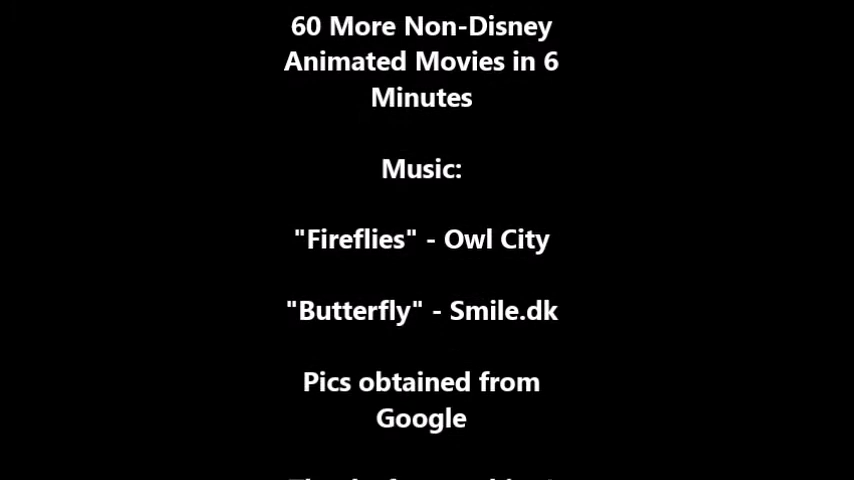 60 More Non-Disney
Animated Movies in 6
Minutes
Music:
"Fireflies" - Owl City
"Butterfly" - Smile.dk
Pics obtained from
Google